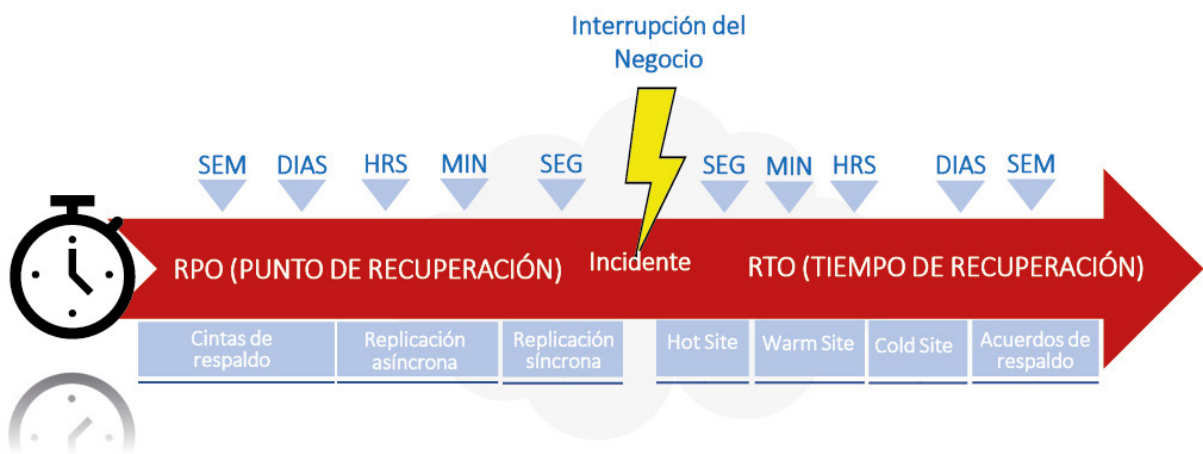 Interrupción del
Negocio
SEM DIAS HRS MIN SEG SEG MIN HRS DIAS SEM
RPO (PUNTO DE RECUPERACIÓN) Incidente RTO (TIEMPO DE RECUPERACIÓN)
Cintas de
respaldo
Replicación
asíncrona
Replicación
síncrona
Hot Site
Warm Site
Cold Site
Acuerdos de
respaldo